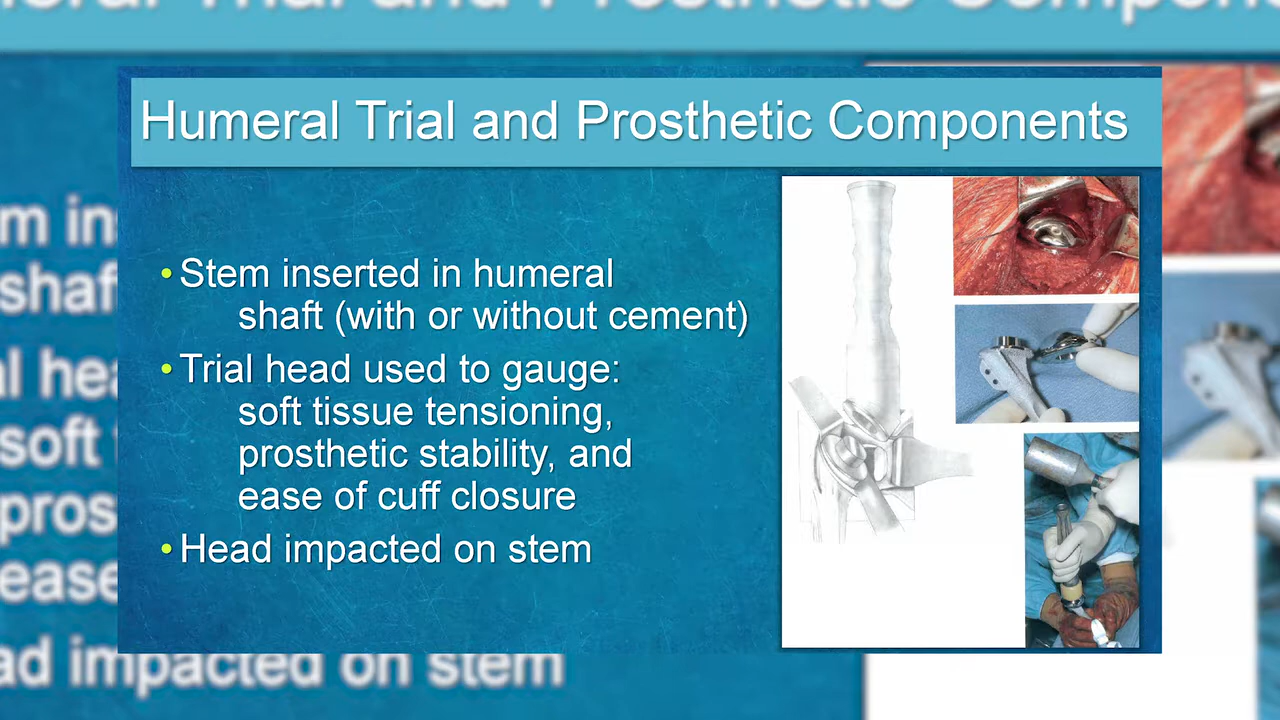 Humeral Trial and Prosthetic Components
• Stem inserted in humeral
shaft (with or without cement)
• Trial head used to gauge:
soft tissue tensioning,
prosthetic stability, and
ease of cuff closure
• Head impacted on stem